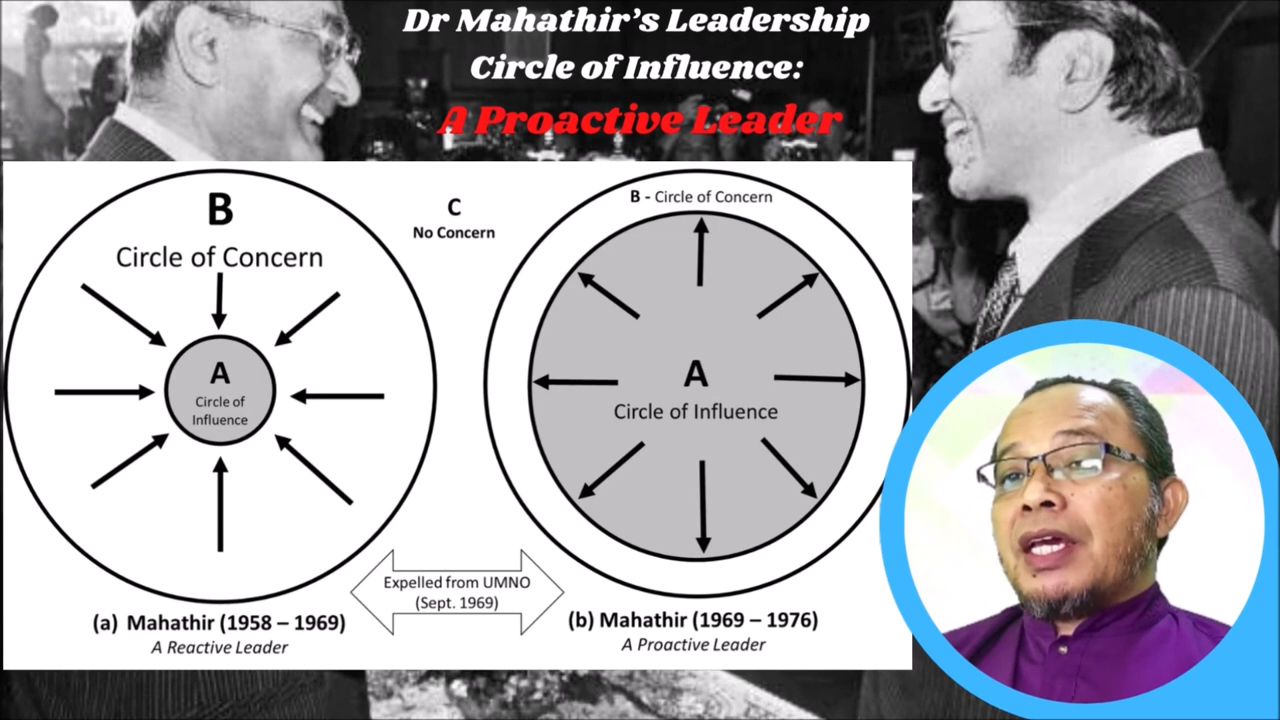 Dr Mahathir’s Leadership
Circle of Influence:
A Proactive Leader
B
Circle of Concern
A
Circle of
Influence
(a) Mahathir (1958 – 1969)
A Reactive Leader
C
No Concern
Expelled from UMNO
(Sept. 1969)
B - Circle of Concern
A
Circle of Influence
(b) Mahathir (1969 – 1976)
A Proactive Leader